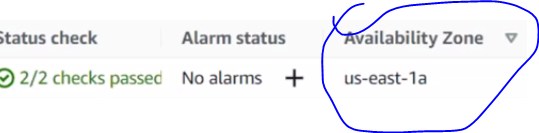 Status check Alarm status Availability Zone
2/2 checks passed No alarms + us-east-1a